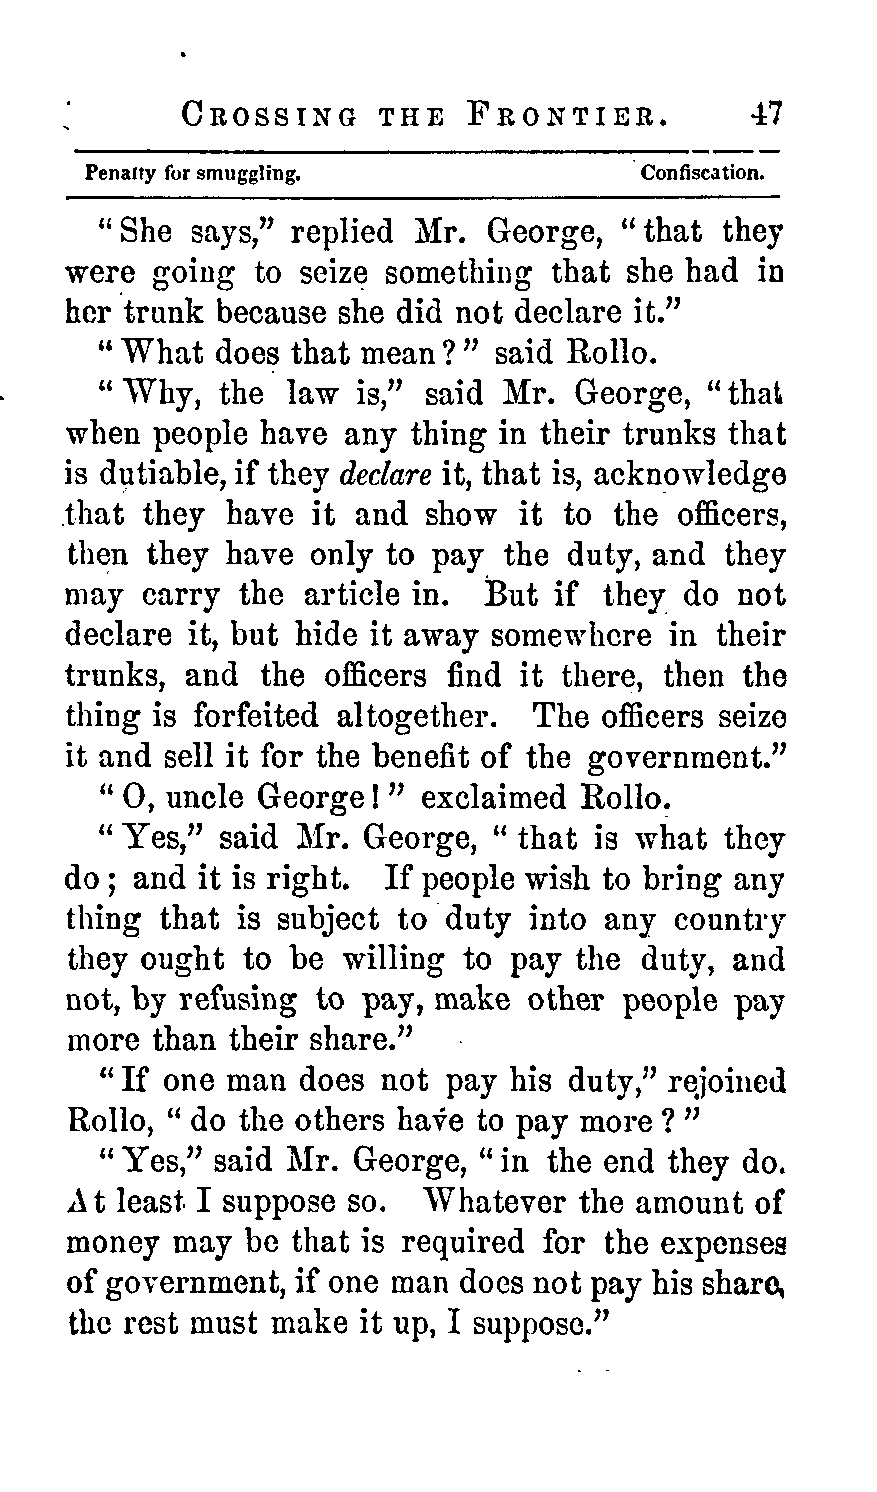 CROSSING THE FRONTIER. 47
Penalty for smuggling. Confiscation.
“She says,” replied Mr. George, “that they
were going to seize something that she had in
her trunk because she did not declare it.”
“What does that mean?” said Rollo.
“Why, the law is,” said Mr. George, “that
when people have any thing in their trunks that
is dutiable, if they declare it, that is, acknowledge
that they have it and show it to the officers,
then they have only to pay the duty, and they
may carry the article in. But if they do not
declare it, but hide it away somewhere in their
trunks, and the officers find it there, then the
thing is forfeited altogether. The officers seize
it and sell it for the benefit of the government.”
“O, uncle George!” exclaimed Rollo.
“Yes,” said Mr. George, “that is what they
do; and it is right. If people wish to bring any
thing that is subject to duty into any country
they ought to be willing to pay the duty, and
not, by refusing to pay, make other people pay
more than their share.”
“If one man does not pay his duty,” rejoined
Rollo, “do the others have to pay more?”
“Yes,” said Mr. George, “in the end they do.
At least I suppose so. Whatever the amount of
money may be that is required for the expenses
of government, if one man does not pay his share,
the rest must make it up, I suppose.”